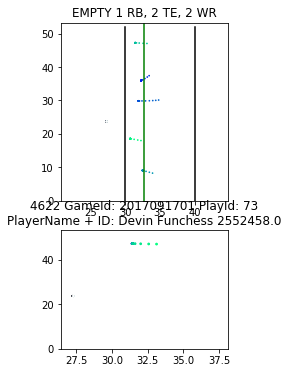 EMPTY 1 RB, 2 TE, 2 WR
50
40
30
20
10
0
25 30 35 40
4622 GameId: 2017091701 PlayId: 73
PlayerName + ID: Devin Funchess 2552458.0
40
20
0
27.5 30.0 32.5 35.0 37.5